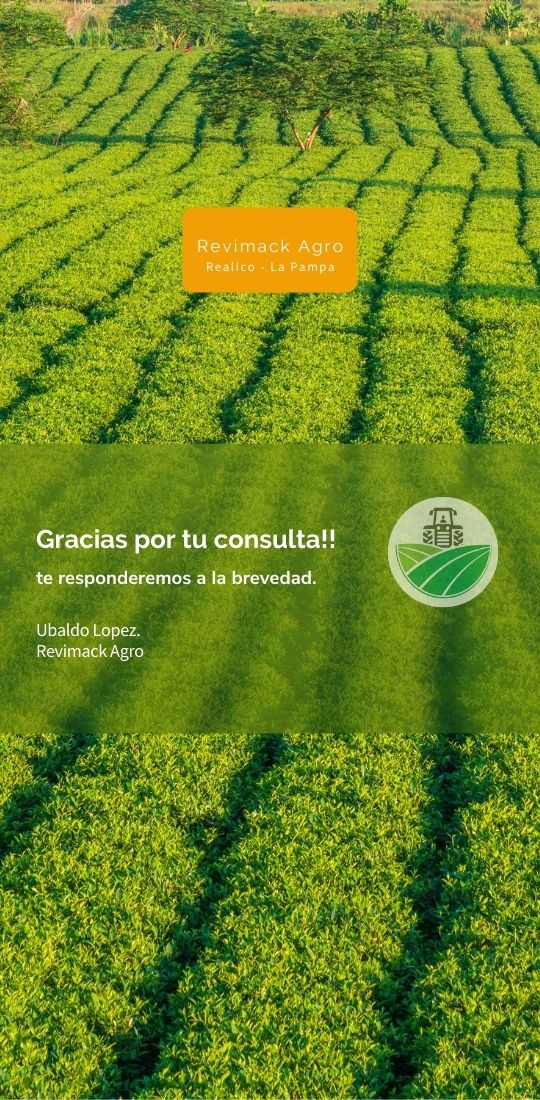 Revimack Agro
Realico - La Pampa
Gracias por tu consulta!!
te responderemos a la brevedad.
Ubaldo Lopez.
Revimack Agro